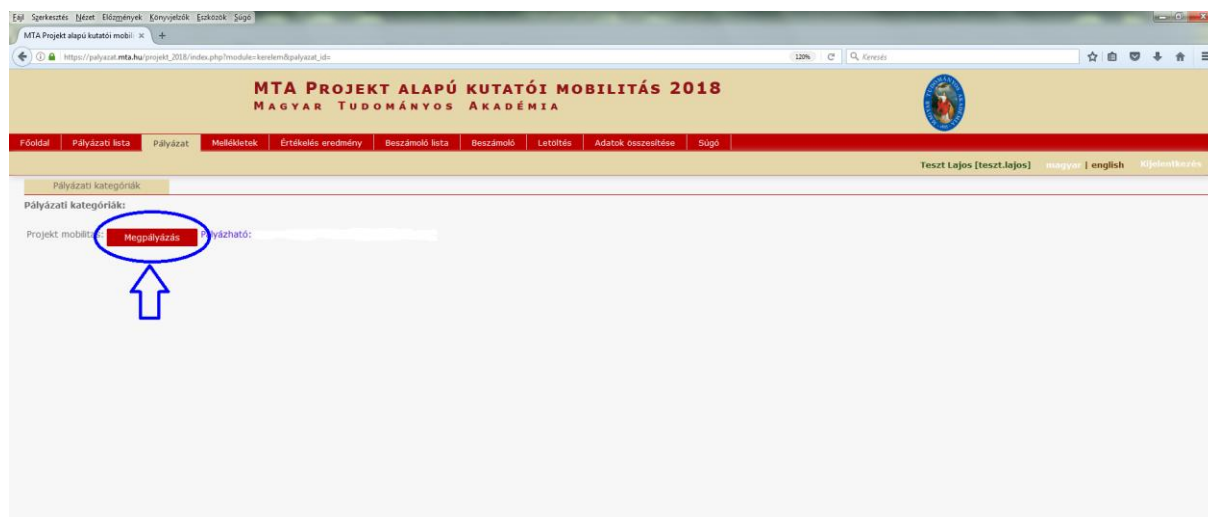 Fájl Szerkesztés Nézet Előzmények Könyvjelzők Eszközök Súgó
MTA Projekt alapú kutatói mobili × +
https://palyazat.mta.hu/projekt_2018/index.php?module=kerelem&palyazat_id= 120% Keresés
MTA PROJEKT ALAPÚ KUTATÓI MOBILITÁS 2018
MAGYAR TUDOMÁNYOS AKADÉMIA
Főoldal Pályázati lista Pályázat Mellékletek Értékelés eredmény Beszámoló lista Beszámoló Letöltés Adatok összesítése Súgó
Teszt Lajos [teszt.lajos] magyar | english Kijelentkezés
Pályázati kategóriák
Pályázati kategóriák:
Projekt mobilitás: Megpályázás Pályázható: